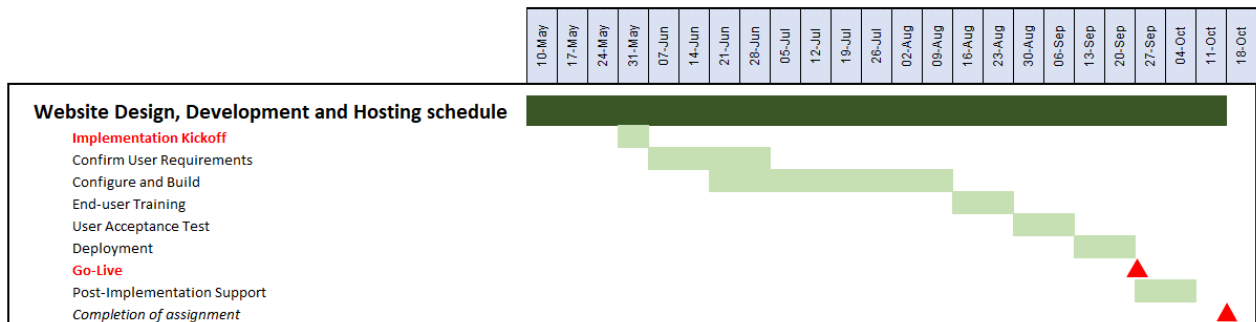 10-May
17-May
24-May
31-May
07-Jun
14-Jun
21-Jun
28-Jun
05-Jul
12-Jul
19-Jul
26-Jul
02-Aug
09-Aug
16-Aug
23-Aug
30-Aug
06-Sep
13-Sep
20-Sep
27-Sep
04-Oct
11-Oct
18-Oct
Website Design, Development and Hosting schedule
Implementation Kickoff
Confirm User Requirements
Configure and Build
End-user Training
User Acceptance Test
Deployment
Go-Live
Post-Implementation Support
Completion of assignment